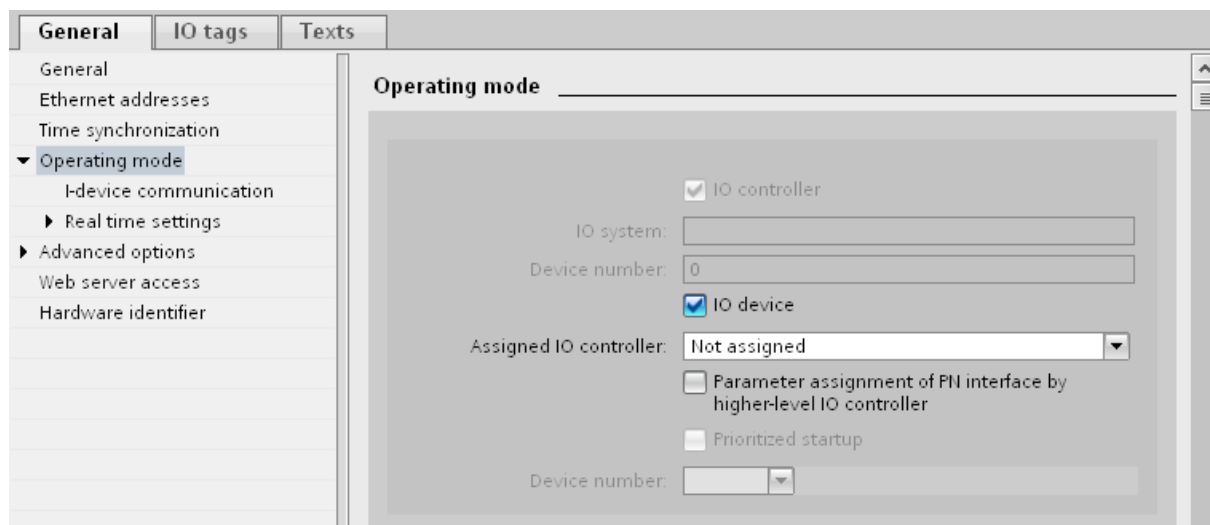 General
IO tags
Texts
General
Ethernet addresses
Time synchronization
Operating mode
I-device communication
Real time settings
Advanced options
Web server access
Hardware identifier
Operating mode
IO controller
IO system:
Device number: 0
IO device
Assigned IO controller: Not assigned
Parameter assignment of PN interface by
higher-level IO controller
Prioritized startup
Device number: